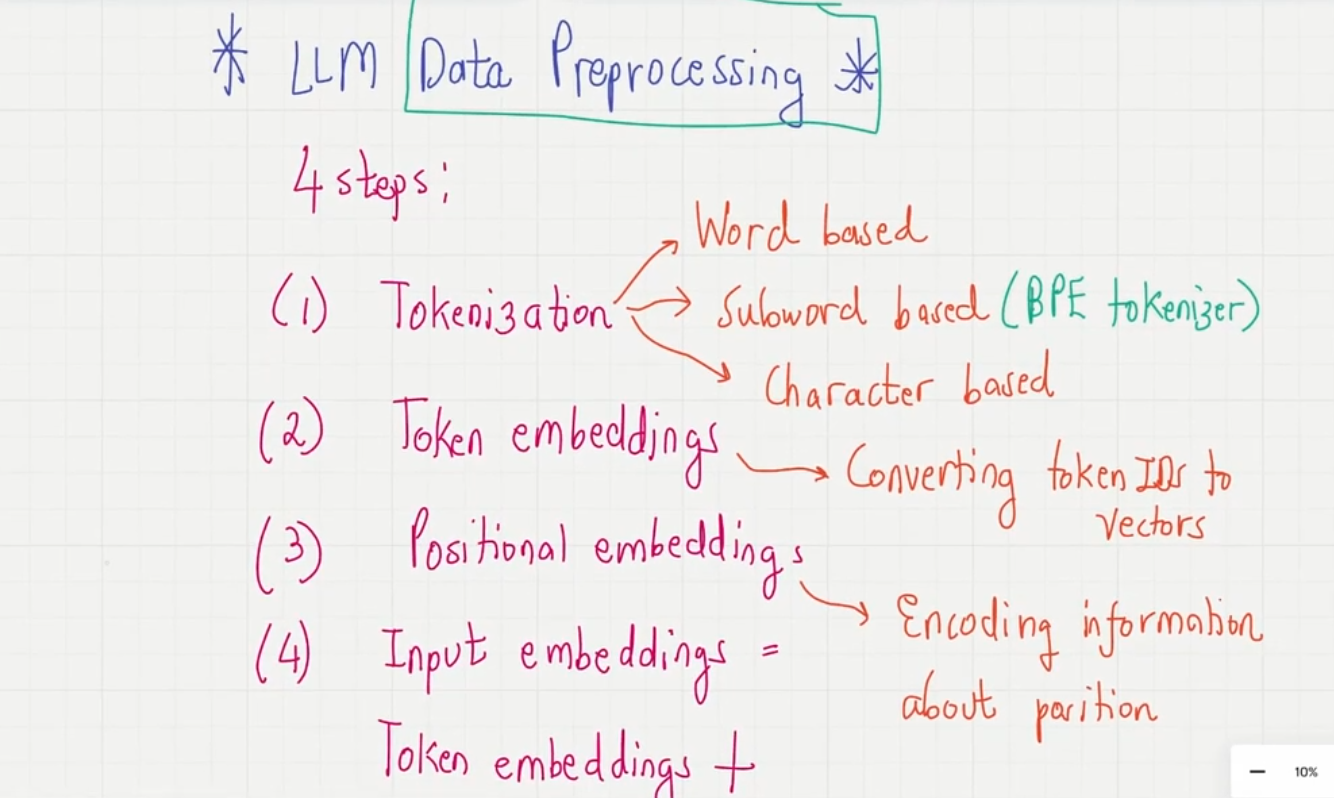 * LLM Data Preprocessing *
4 steps:
Word based
(1) Tokenization
Subword based (BPE tokenizer)
Character based
(2) Token embeddings
Converting token IDs to
vectors
(3) Positional embeddings
Encoding information
about position
(4) Input embeddings =
Token embeddings +
10%